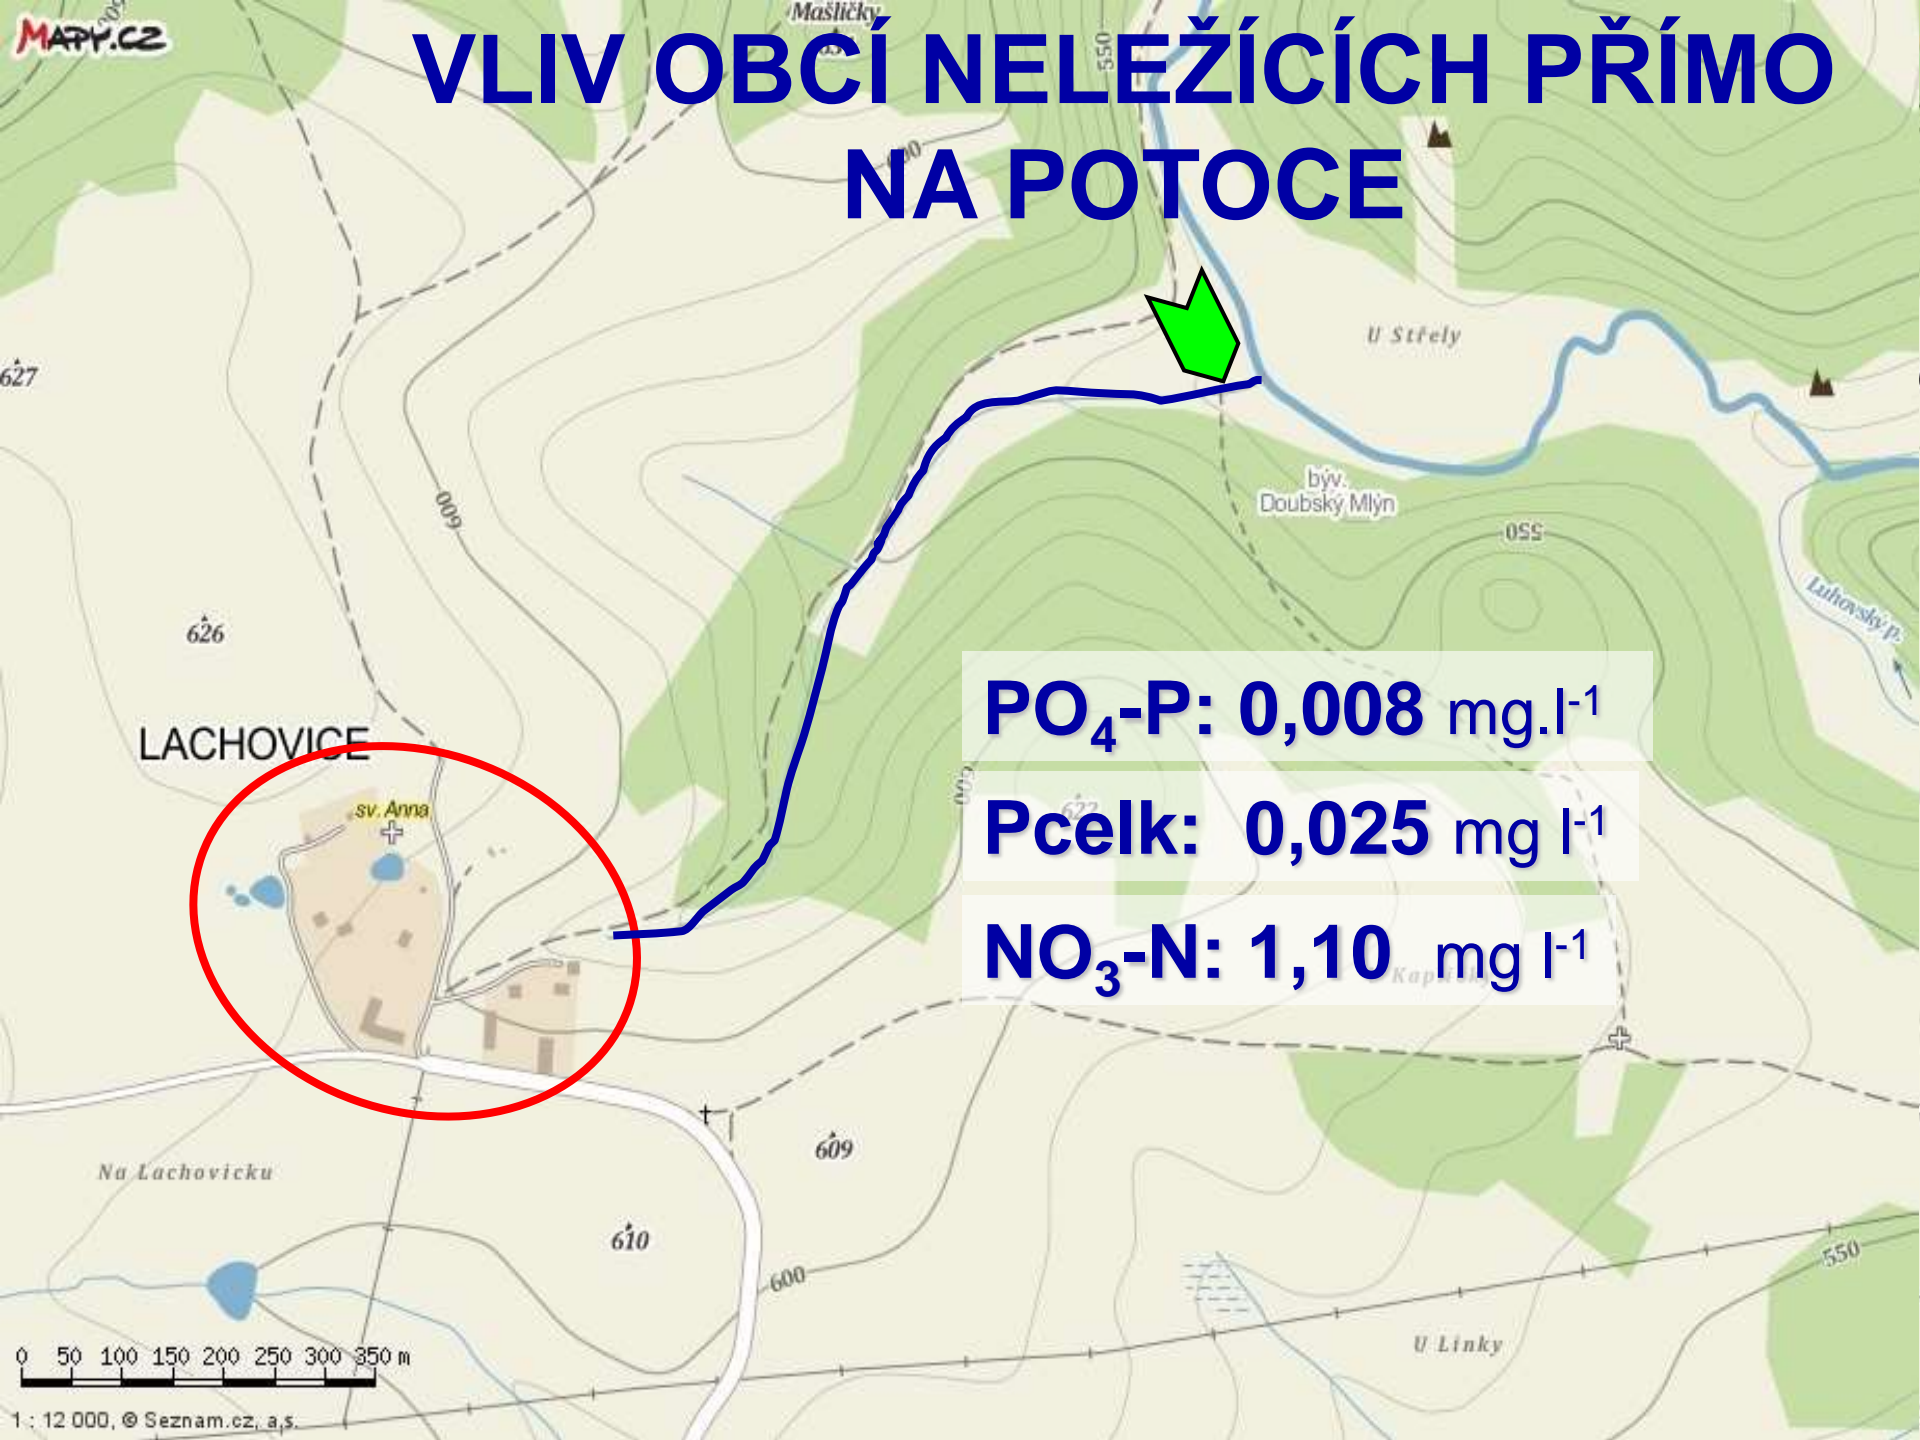 MAPY.CZ
Mašličky
VLIV OBCÍ NELEŽÍCÍCH PŘÍMO
NA POTOCE
550
600
U Střely
627
600
býv.
Doubský Mlýn
550
Luhovský p.
626
PO₄-P: 0,008 mg.l⁻¹
LACHOVICE
600
622
sv. Anna
Pcelk: 0,025 mg l⁻¹
NO₃-N: 1,10 mg l⁻¹
609
Na Lachovicku
610
600
550
U Linky
0 50 100 150 200 250 300 350 m
1 : 12 000, © Seznam.cz, a.s.